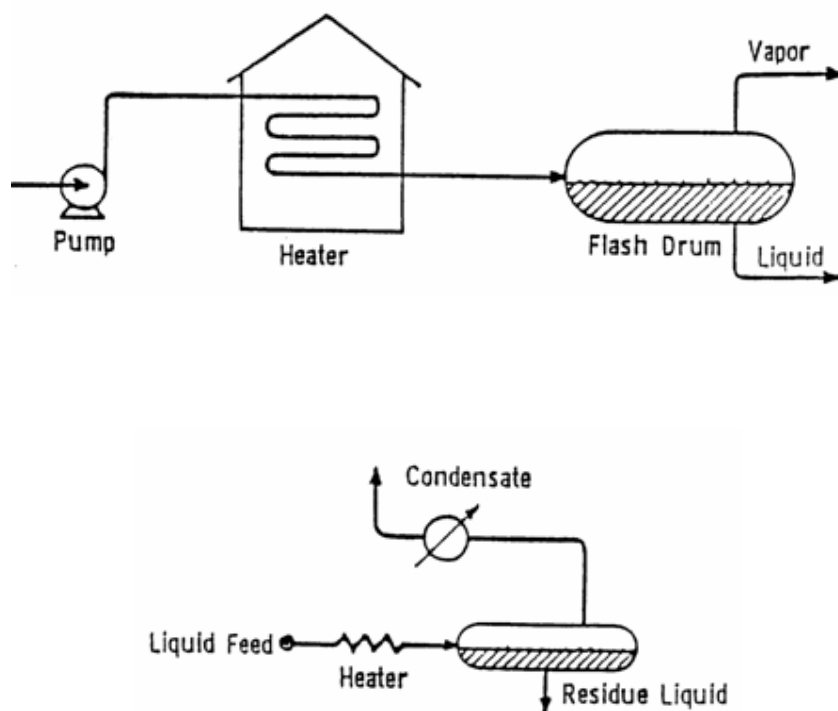 Vapor
Pump
Heater
Flash Drum
Liquid
Condensate
Liquid Feed
Heater
Residue Liquid